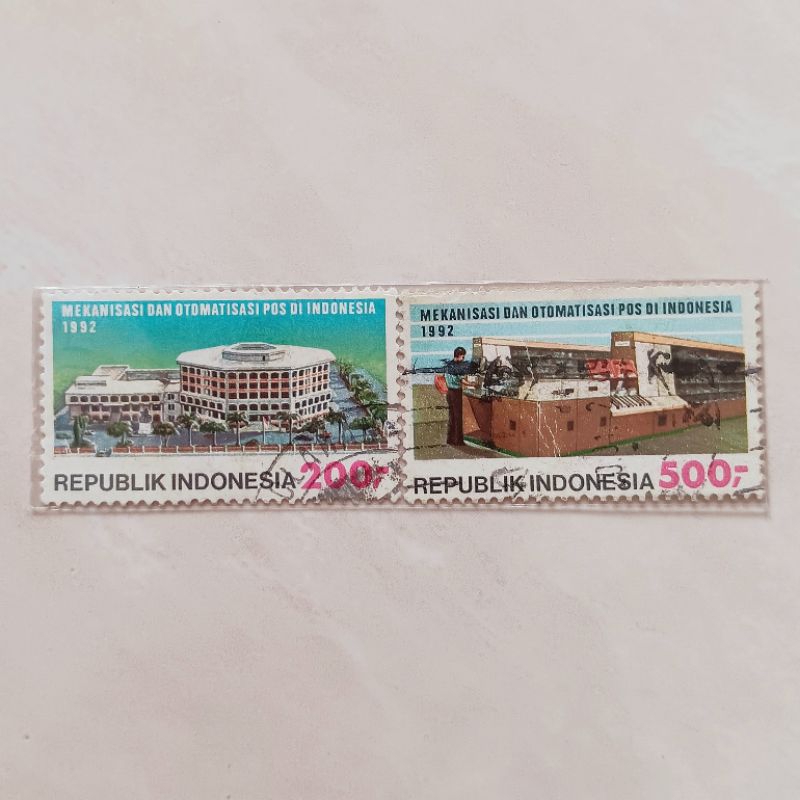 MEKANISASI DAN OTOMATISASI POS DI INDONESIA
1992
REPUBLIK INDONESIA 200,-
MEKANISASI DAN OTOMATISASI POS DI INDONESIA
1992
REPUBLIK INDONESIA 500,-